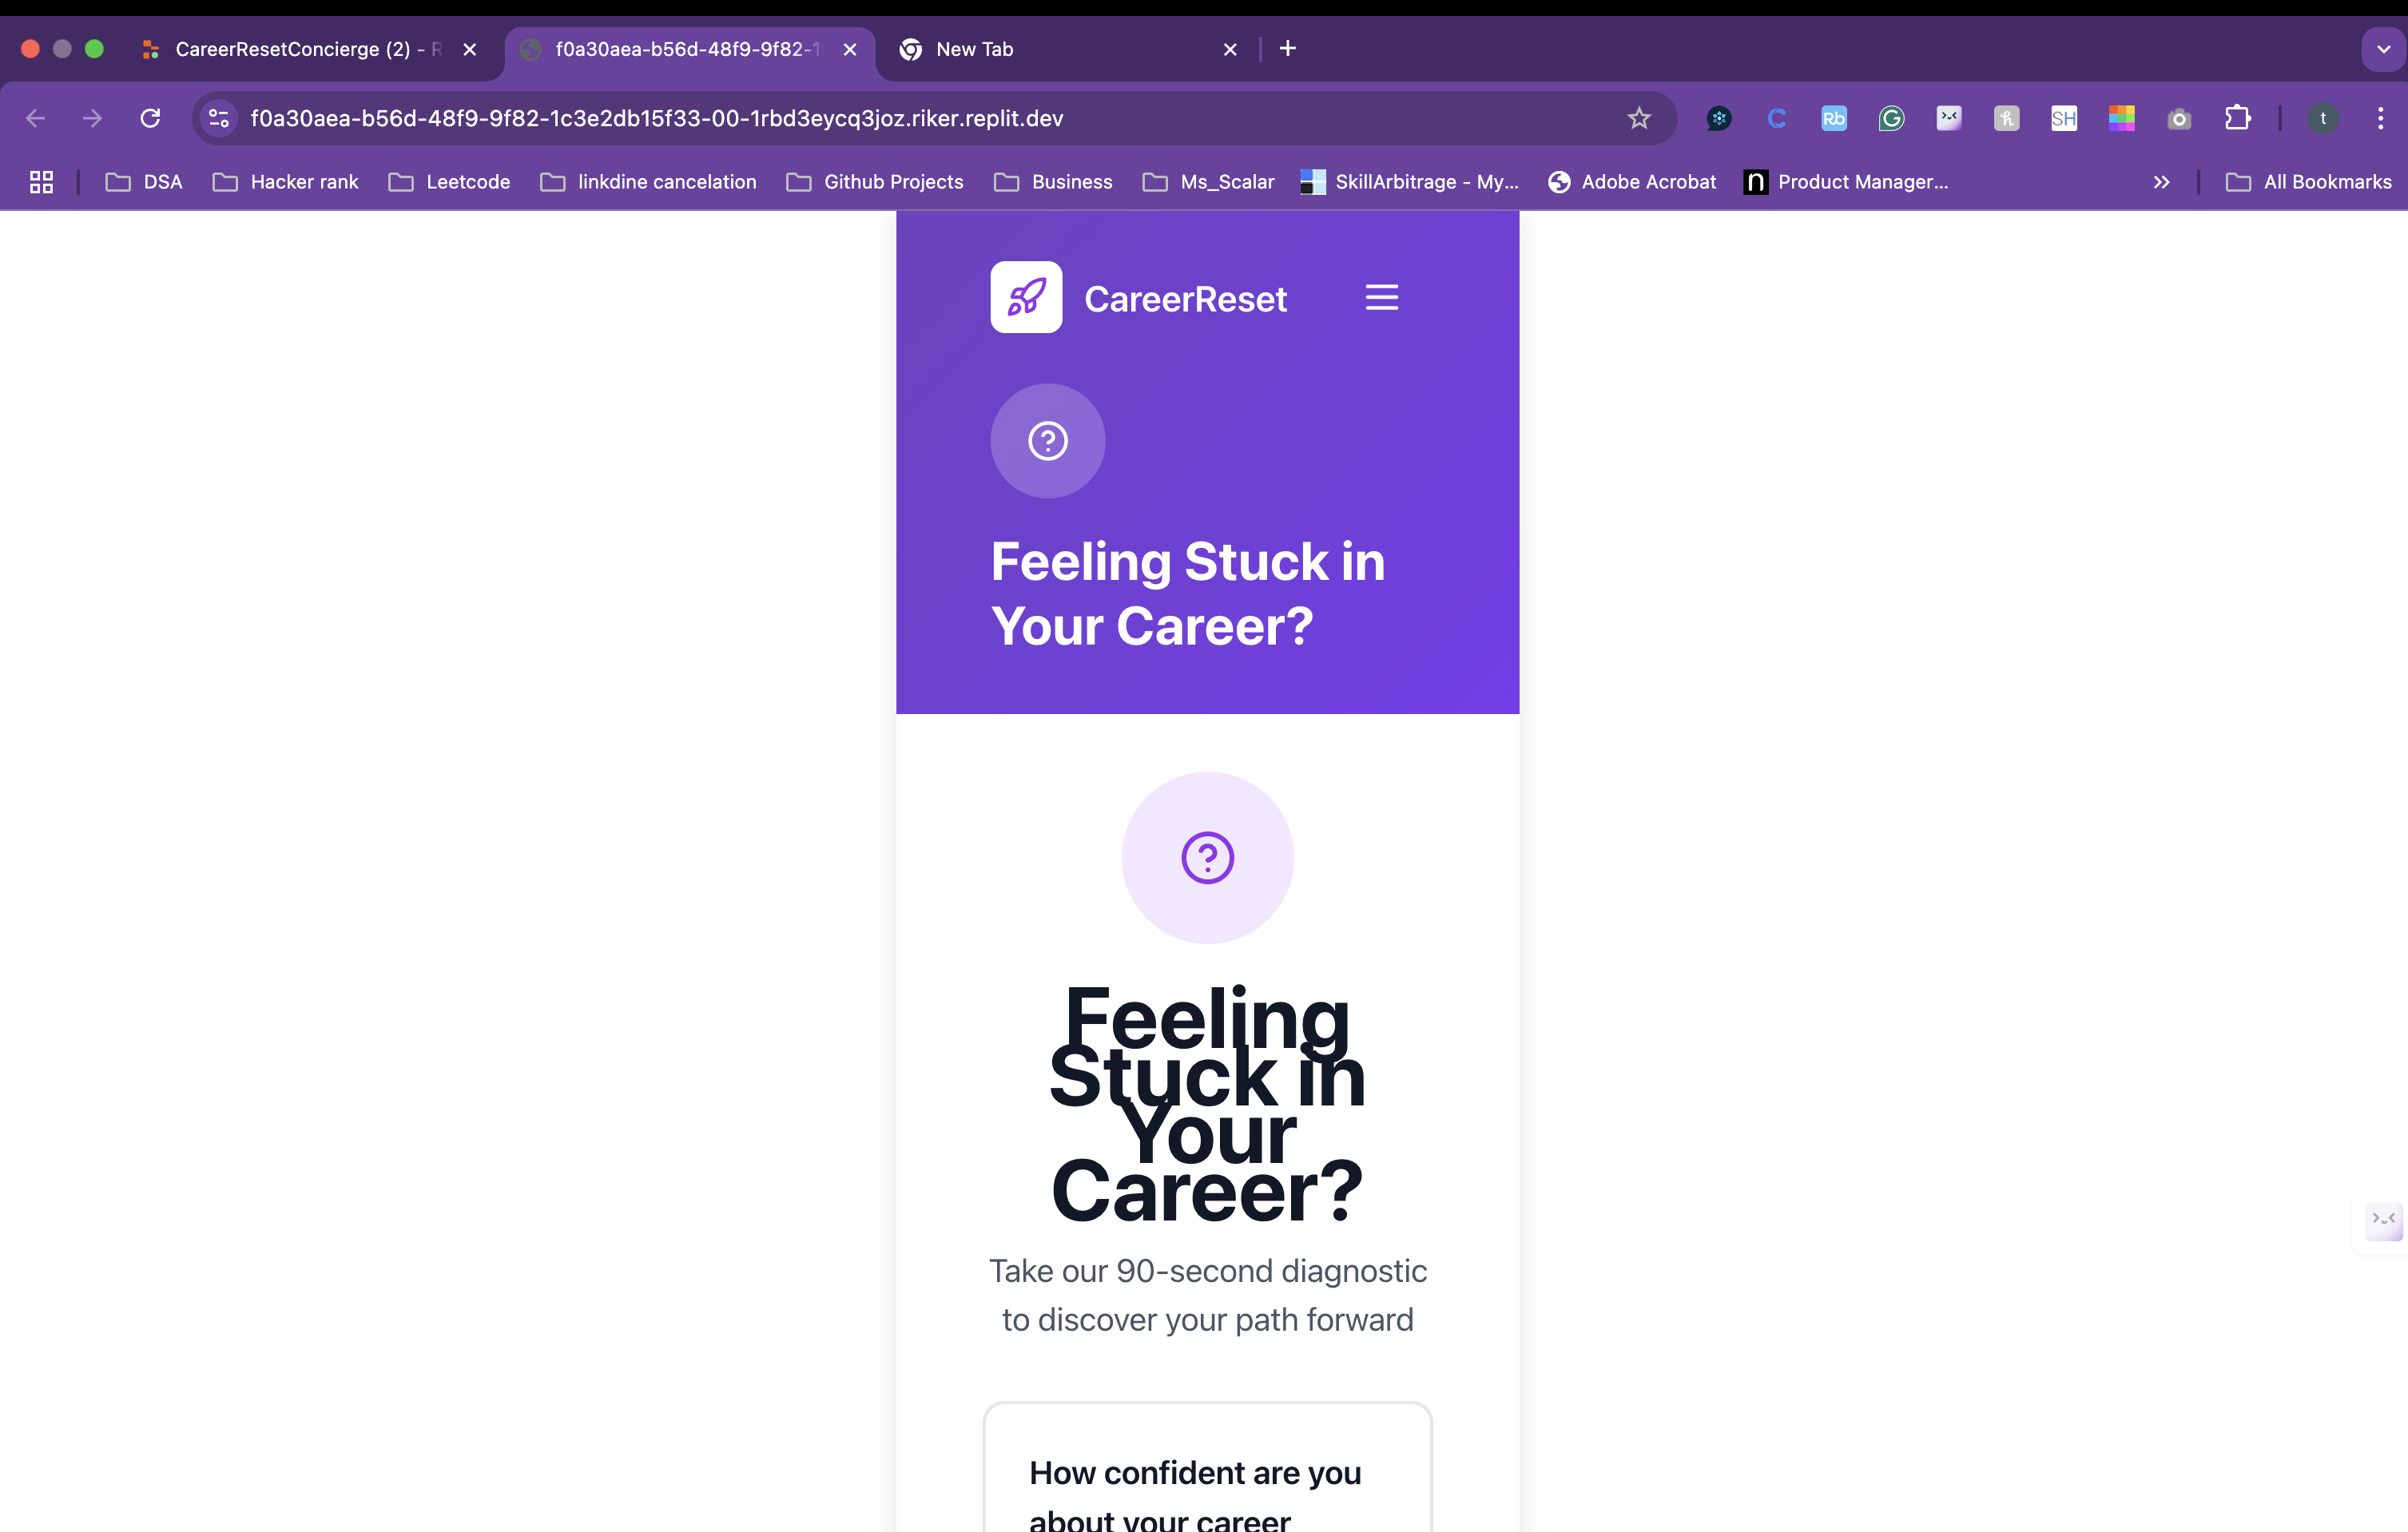 CareerResetConcierge (2) - R
f0a30aea-b56d-48f9-9f82-1
New Tab
f0a30aea-b56d-48f9-9f82-1c3e2db15f33-00-1rbd3eycq3joz.riker.replit.dev
Rb
SH
t
DSA
Hacker rank
Leetcode
linkdine cancelation
Github Projects
Business
Ms_Scalar
SkillArbitrage - My...
Adobe Acrobat
n
Product Manager...
All Bookmarks
CareerReset
?
Feeling Stuck in
Your Career?
?
Feeling
Stuck in
Your
Career?
Take our 90-second diagnostic
to discover your path forward
How confident are you
about your career